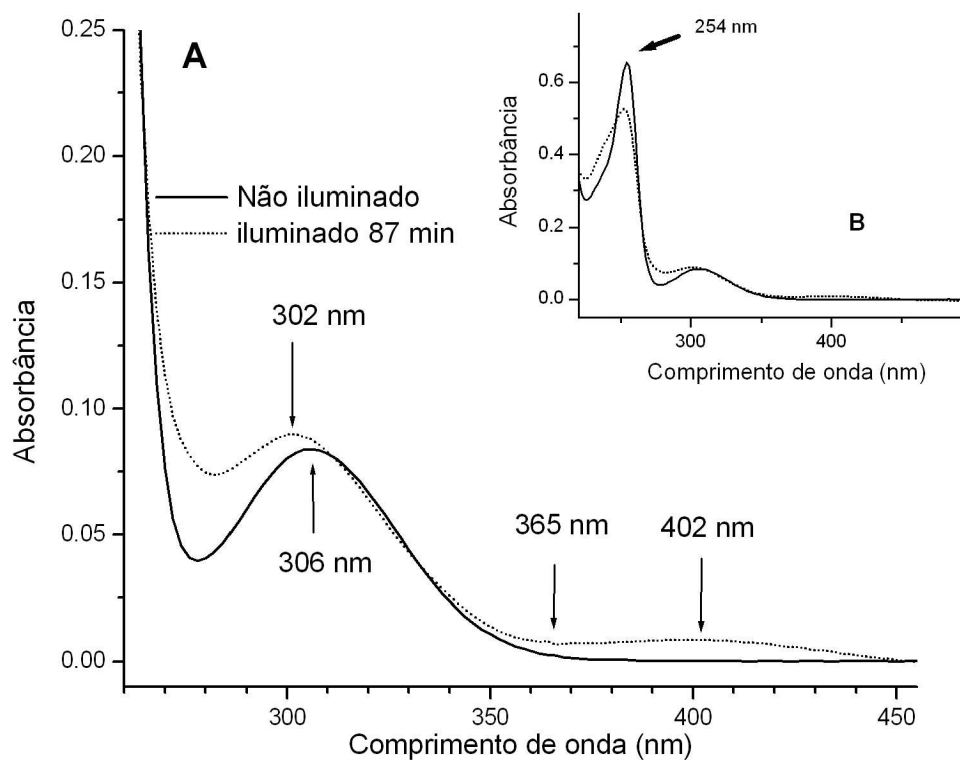 A
0.25
0.20
0.15
0.10
0.05
0.00
Absorbância
300
350
400
450
Comprimento de onda (nm)
Não iluminado
iluminado 87 min
302 nm
306 nm
365 nm
402 nm
B
254 nm
0.6
0.4
0.2
0.0
Absorbância
300
400
Comprimento de onda (nm)